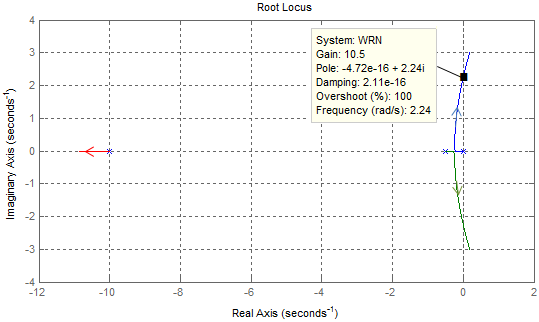 Root Locus
System: WRN
Gain: 10.5
Pole: -4.72e-16 + 2.24i
Damping: 2.11e-16
Overshoot (%): 100
Frequency (rad/s): 2.24
Imaginary Axis (seconds⁻¹)
4
3
2
1
0
-1
-2
-3
-4
-12
-10
-8
-6
-4
-2
0
2
Real Axis (seconds⁻¹)